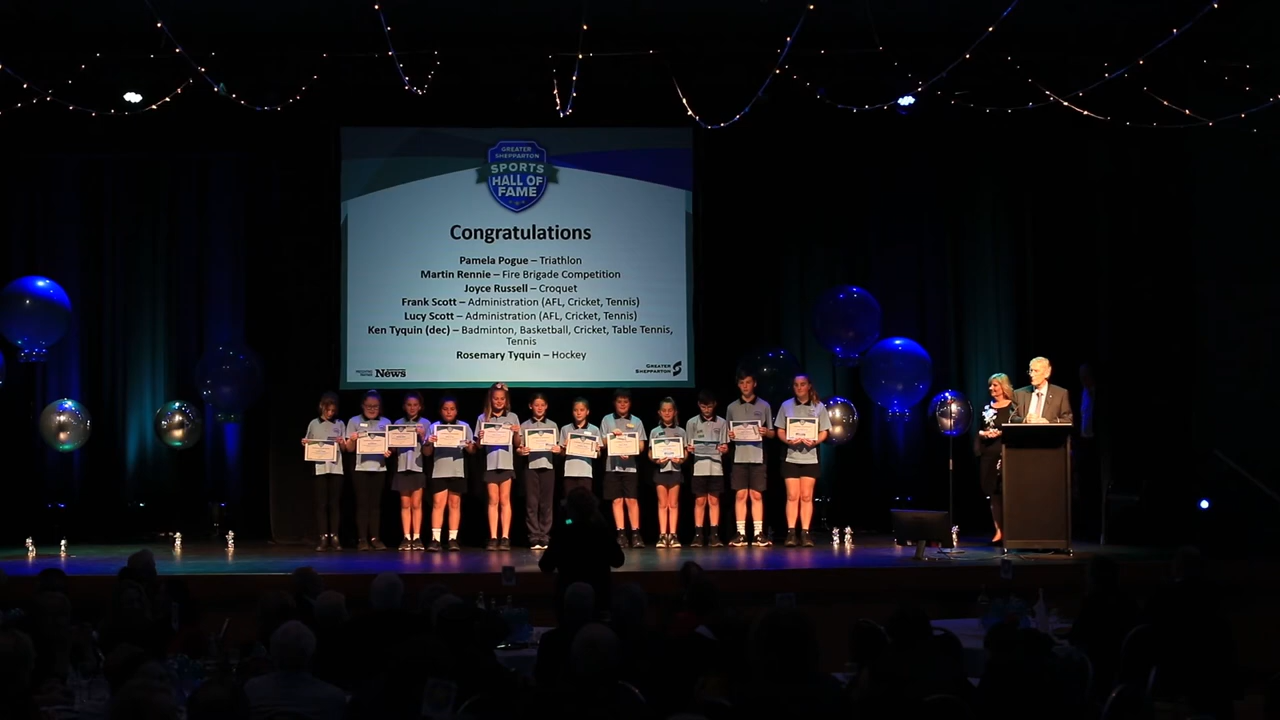 GREATER
SHEPPARTON
SPORTS
HALL OF
FAME
Congratulations
Pamela Pogue – Triathlon
Martin Rennie – Fire Brigade Competition
Joyce Russell – Croquet
Frank Scott – Administration (AFL, Cricket, Tennis)
Lucy Scott – Administration (AFL, Cricket, Tennis)
Ken Tyquin (dec) – Badminton, Basketball, Cricket, Table Tennis,
Tennis
Rosemary Tyquin – Hockey
News
GREATER
SHEPPARTON